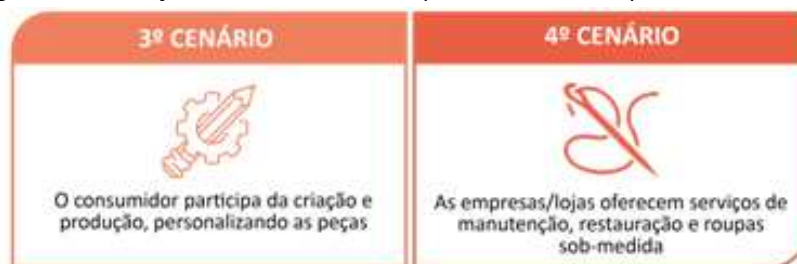 3º CENÁRIO
O consumidor participa da criação e
produção, personalizando as peças
4º CENÁRIO
As empresas/lojas oferecem serviços de
manutenção, restauração e roupas
sob-medida